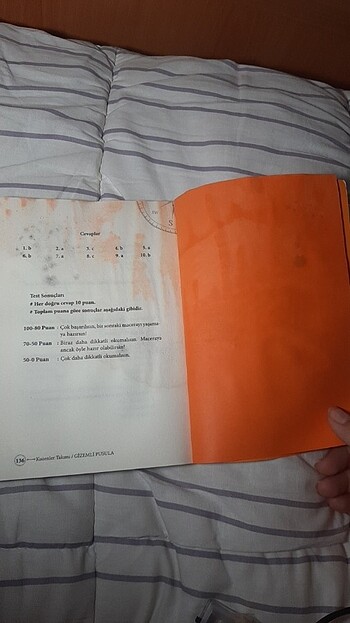 Cevaplar
1. b 2. a 3. c 4. b 5. a
6. b 7. a 8. c 9. a 10. b
Test Sonuçları
# Her doğru cevap 10 puan.
# Toplam puana göre sonuçlar aşağıdaki gibidir.
100-80 Puan : Çok başarılısın, bir sonraki macerayı yaşama-
ya hazırsın!
70-50 Puan : Biraz daha dikkatli okumalısın. Maceraya
ancak öyle hazır olabilirsin!
50-0 Puan : Çok daha dikkatli okumalısın.
136 Kuzenler Takımı / GİZEMLİ PUSULA
S